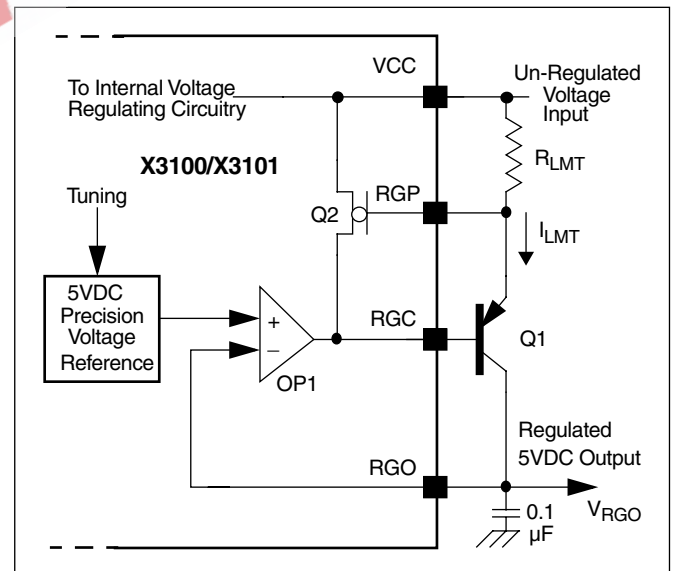 VCC
To Internal Voltage
Regulating Circuitry
Un-Regulated
Voltage
Input
X3100/X3101
RLMT
Tuning
RGP
Q2
ILMT
5VDC
Precision
Voltage
Reference
+
−
RGC
Q1
OP1
Regulated
5VDC Output
RGO
VRGO
0.1
µF